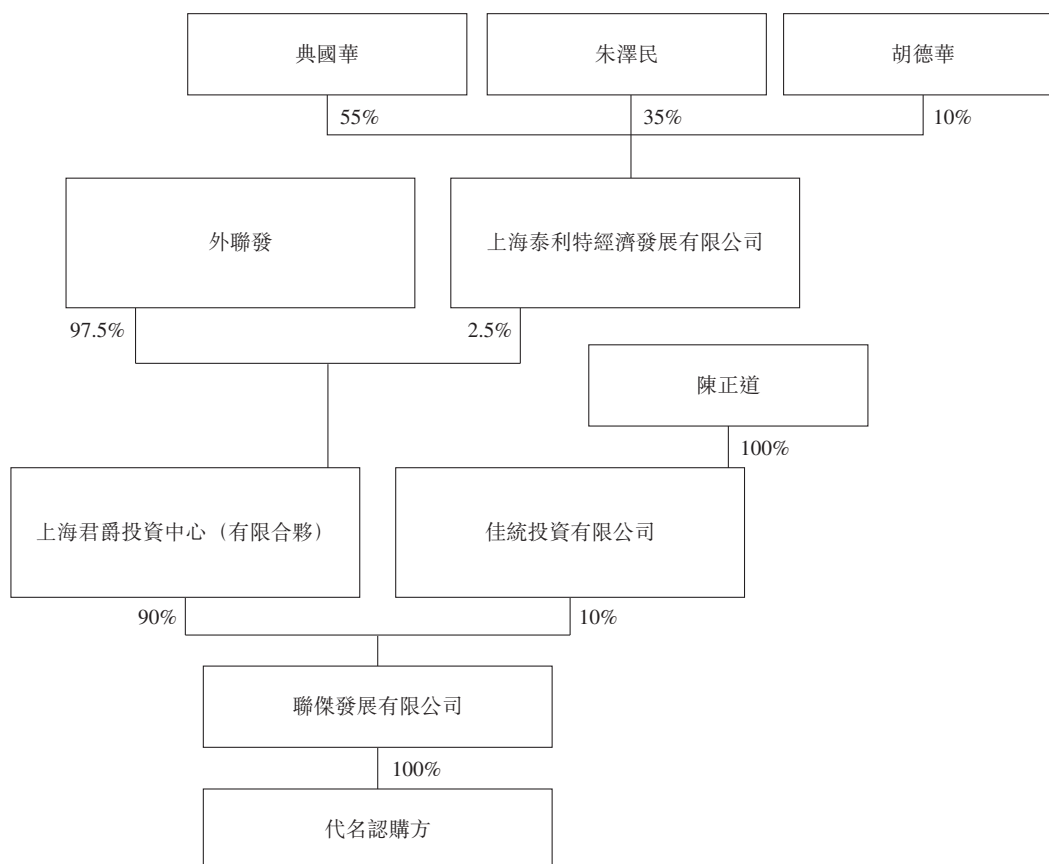 典國華
朱澤民
胡德華
55%
35%
10%
外聯發
上海泰利特經濟發展有限公司
97.5%
2.5%
陳正道
100%
上海君爵投資中心（有限合夥）
佳統投資有限公司
90%
10%
聯傑發展有限公司
100%
代名認購方